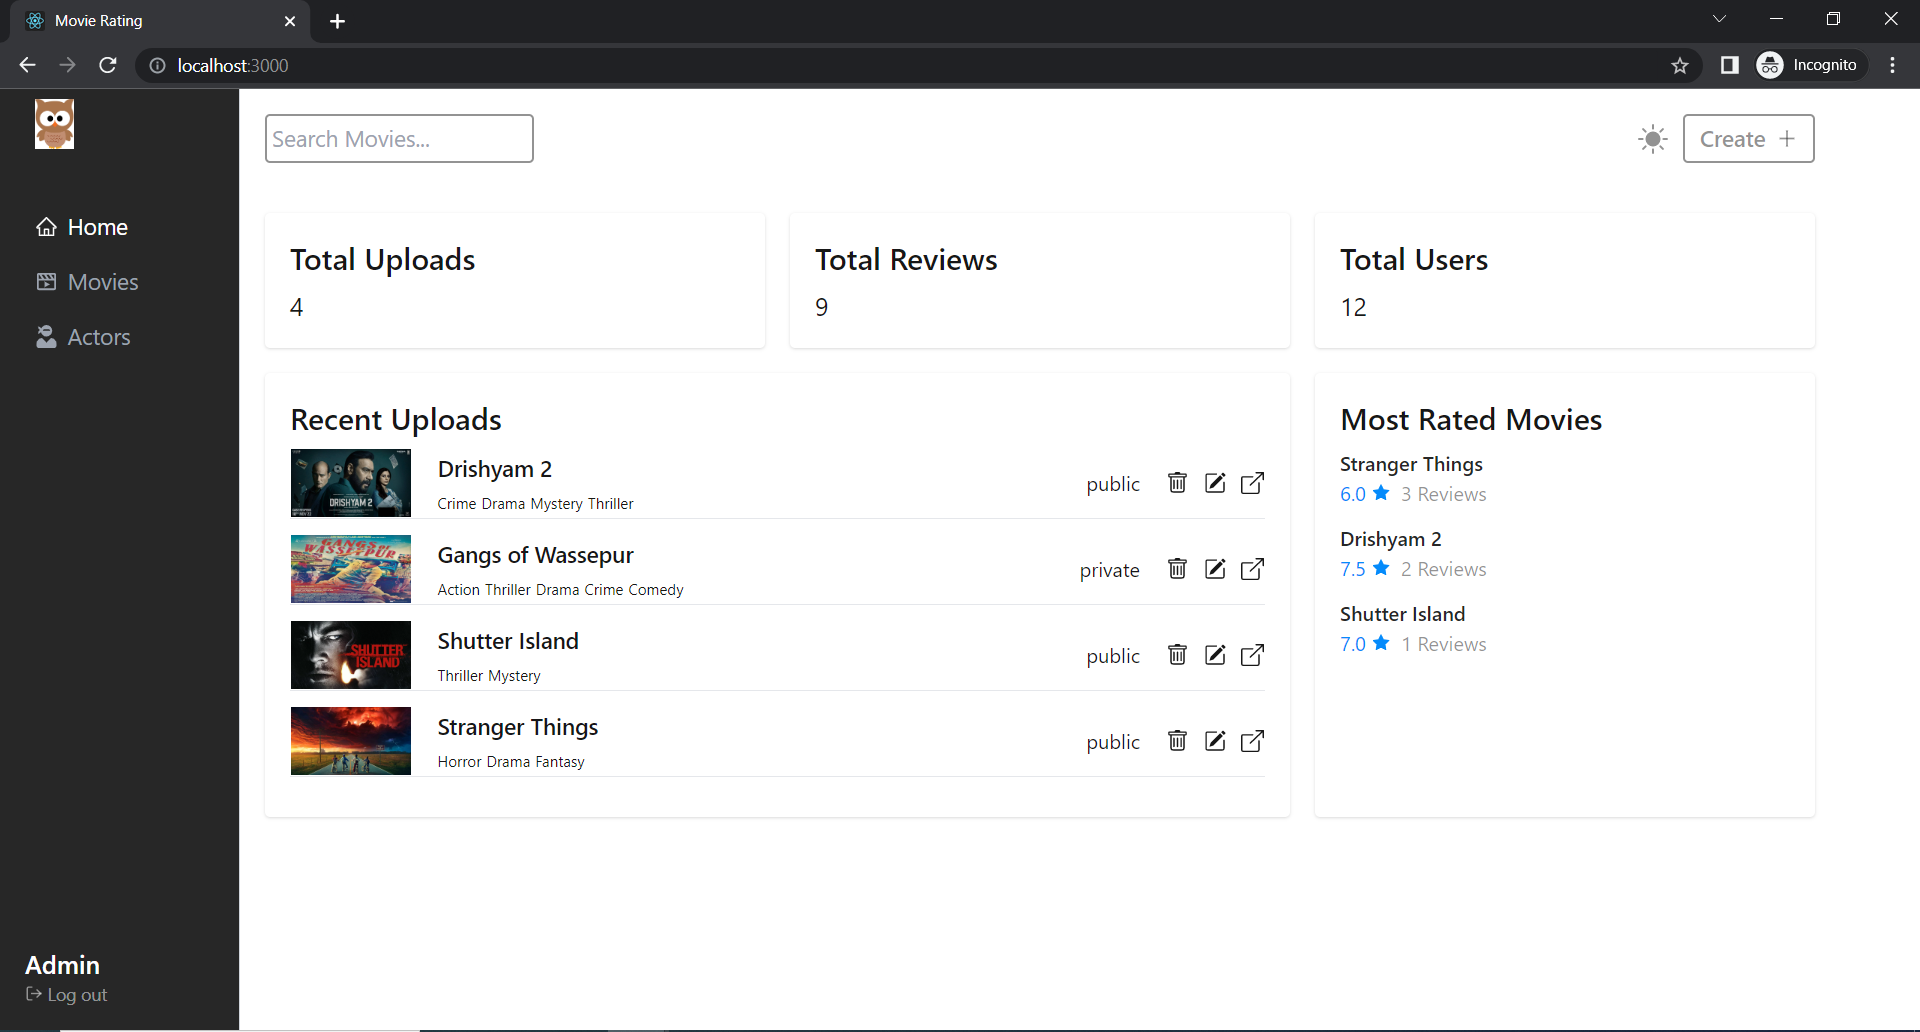 Movie Rating
localhost:3000
Incognito
Search Movies...
Create +
Home
Movies
Actors
Total Uploads
4
Total Reviews
9
Total Users
12
Recent Uploads
DRISHYAM 2
Drishyam 2
Crime Drama Mystery Thriller
public
GANGS OF
WASSEYPUR
Gangs of Wassepur
Action Thriller Drama Crime Comedy
private
SHUTTER
ISLAND
Shutter Island
Thriller Mystery
public
Stranger Things
Horror Drama Fantasy
public
Most Rated Movies
Stranger Things
6.0 ★ 3 Reviews
Drishyam 2
7.5 ★ 2 Reviews
Shutter Island
7.0 ★ 1 Reviews
Admin
Log out